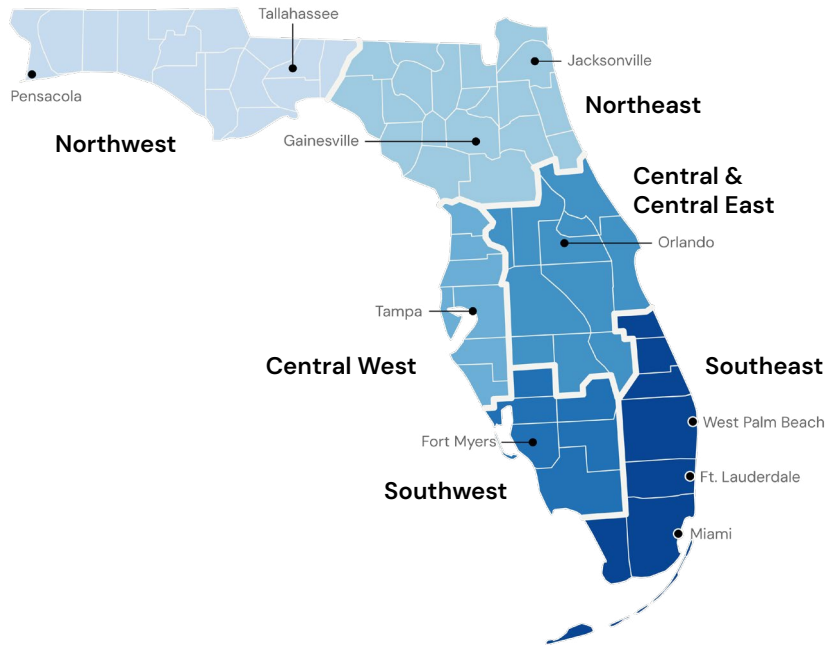 Tallahassee
Jacksonville
Pensacola
Northeast
Northwest
Gainesville
Central &
Central East
Orlando
Tampa
Central West
Southeast
West Palm Beach
Fort Myers
Ft. Lauderdale
Southwest
Miami